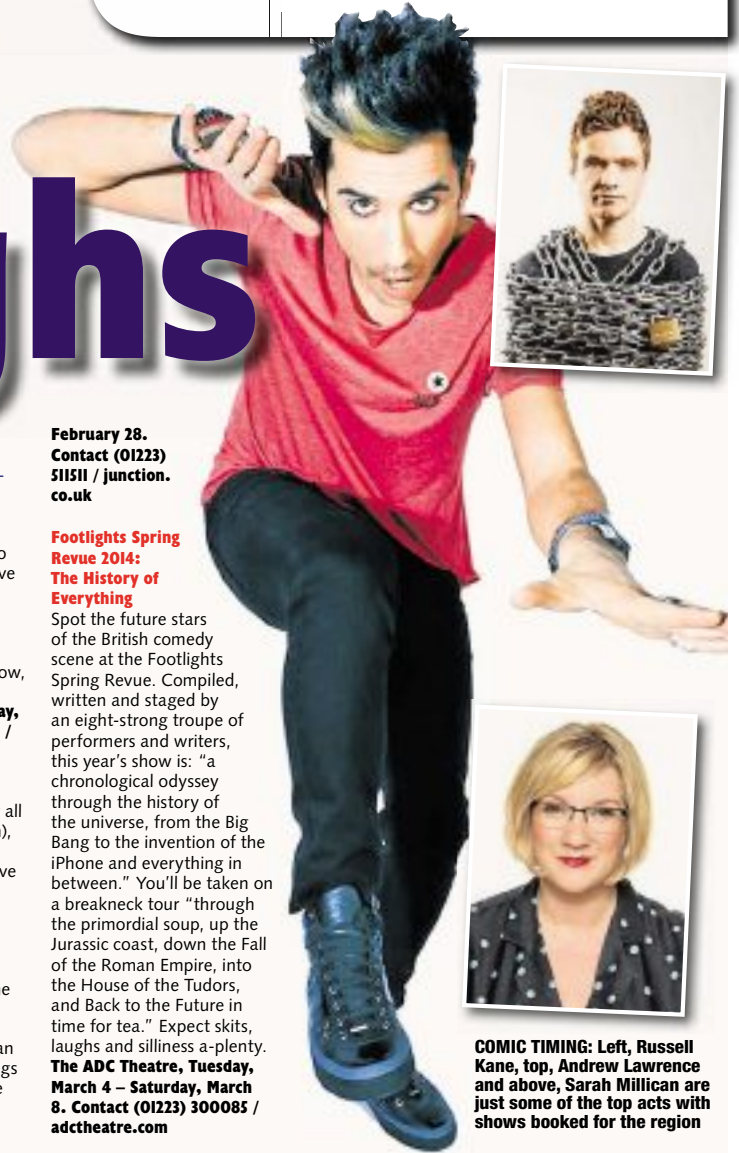 ghs
-
o
ve
ow,
ay,
/
all
),
ve
e
an
gs
e
February 28.
Contact (01223)
511511 / junction.
co.uk
Footlights Spring
Revue 2014:
The History of
Everything
Spot the future stars
of the British comedy
scene at the Footlights
Spring Revue. Compiled,
written and staged by
an eight-strong troupe of
performers and writers,
this year’s show is: “a
chronological odyssey
through the history of
the universe, from the Big
Bang to the invention of the
iPhone and everything in
between.” You’ll be taken on
a breakneck tour “through
the primordial soup, up the
Jurassic coast, down the Fall
of the Roman Empire, into
the House of the Tudors,
and Back to the Future in
time for tea.” Expect skits,
laughs and silliness a-plenty.
The ADC Theatre, Tuesday,
March 4 – Saturday, March
8. Contact (01223) 300085 /
adctheatre.com
COMIC TIMING: Left, Russell
Kane, top, Andrew Lawrence
and above, Sarah Millican are
just some of the top acts with
shows booked for the region